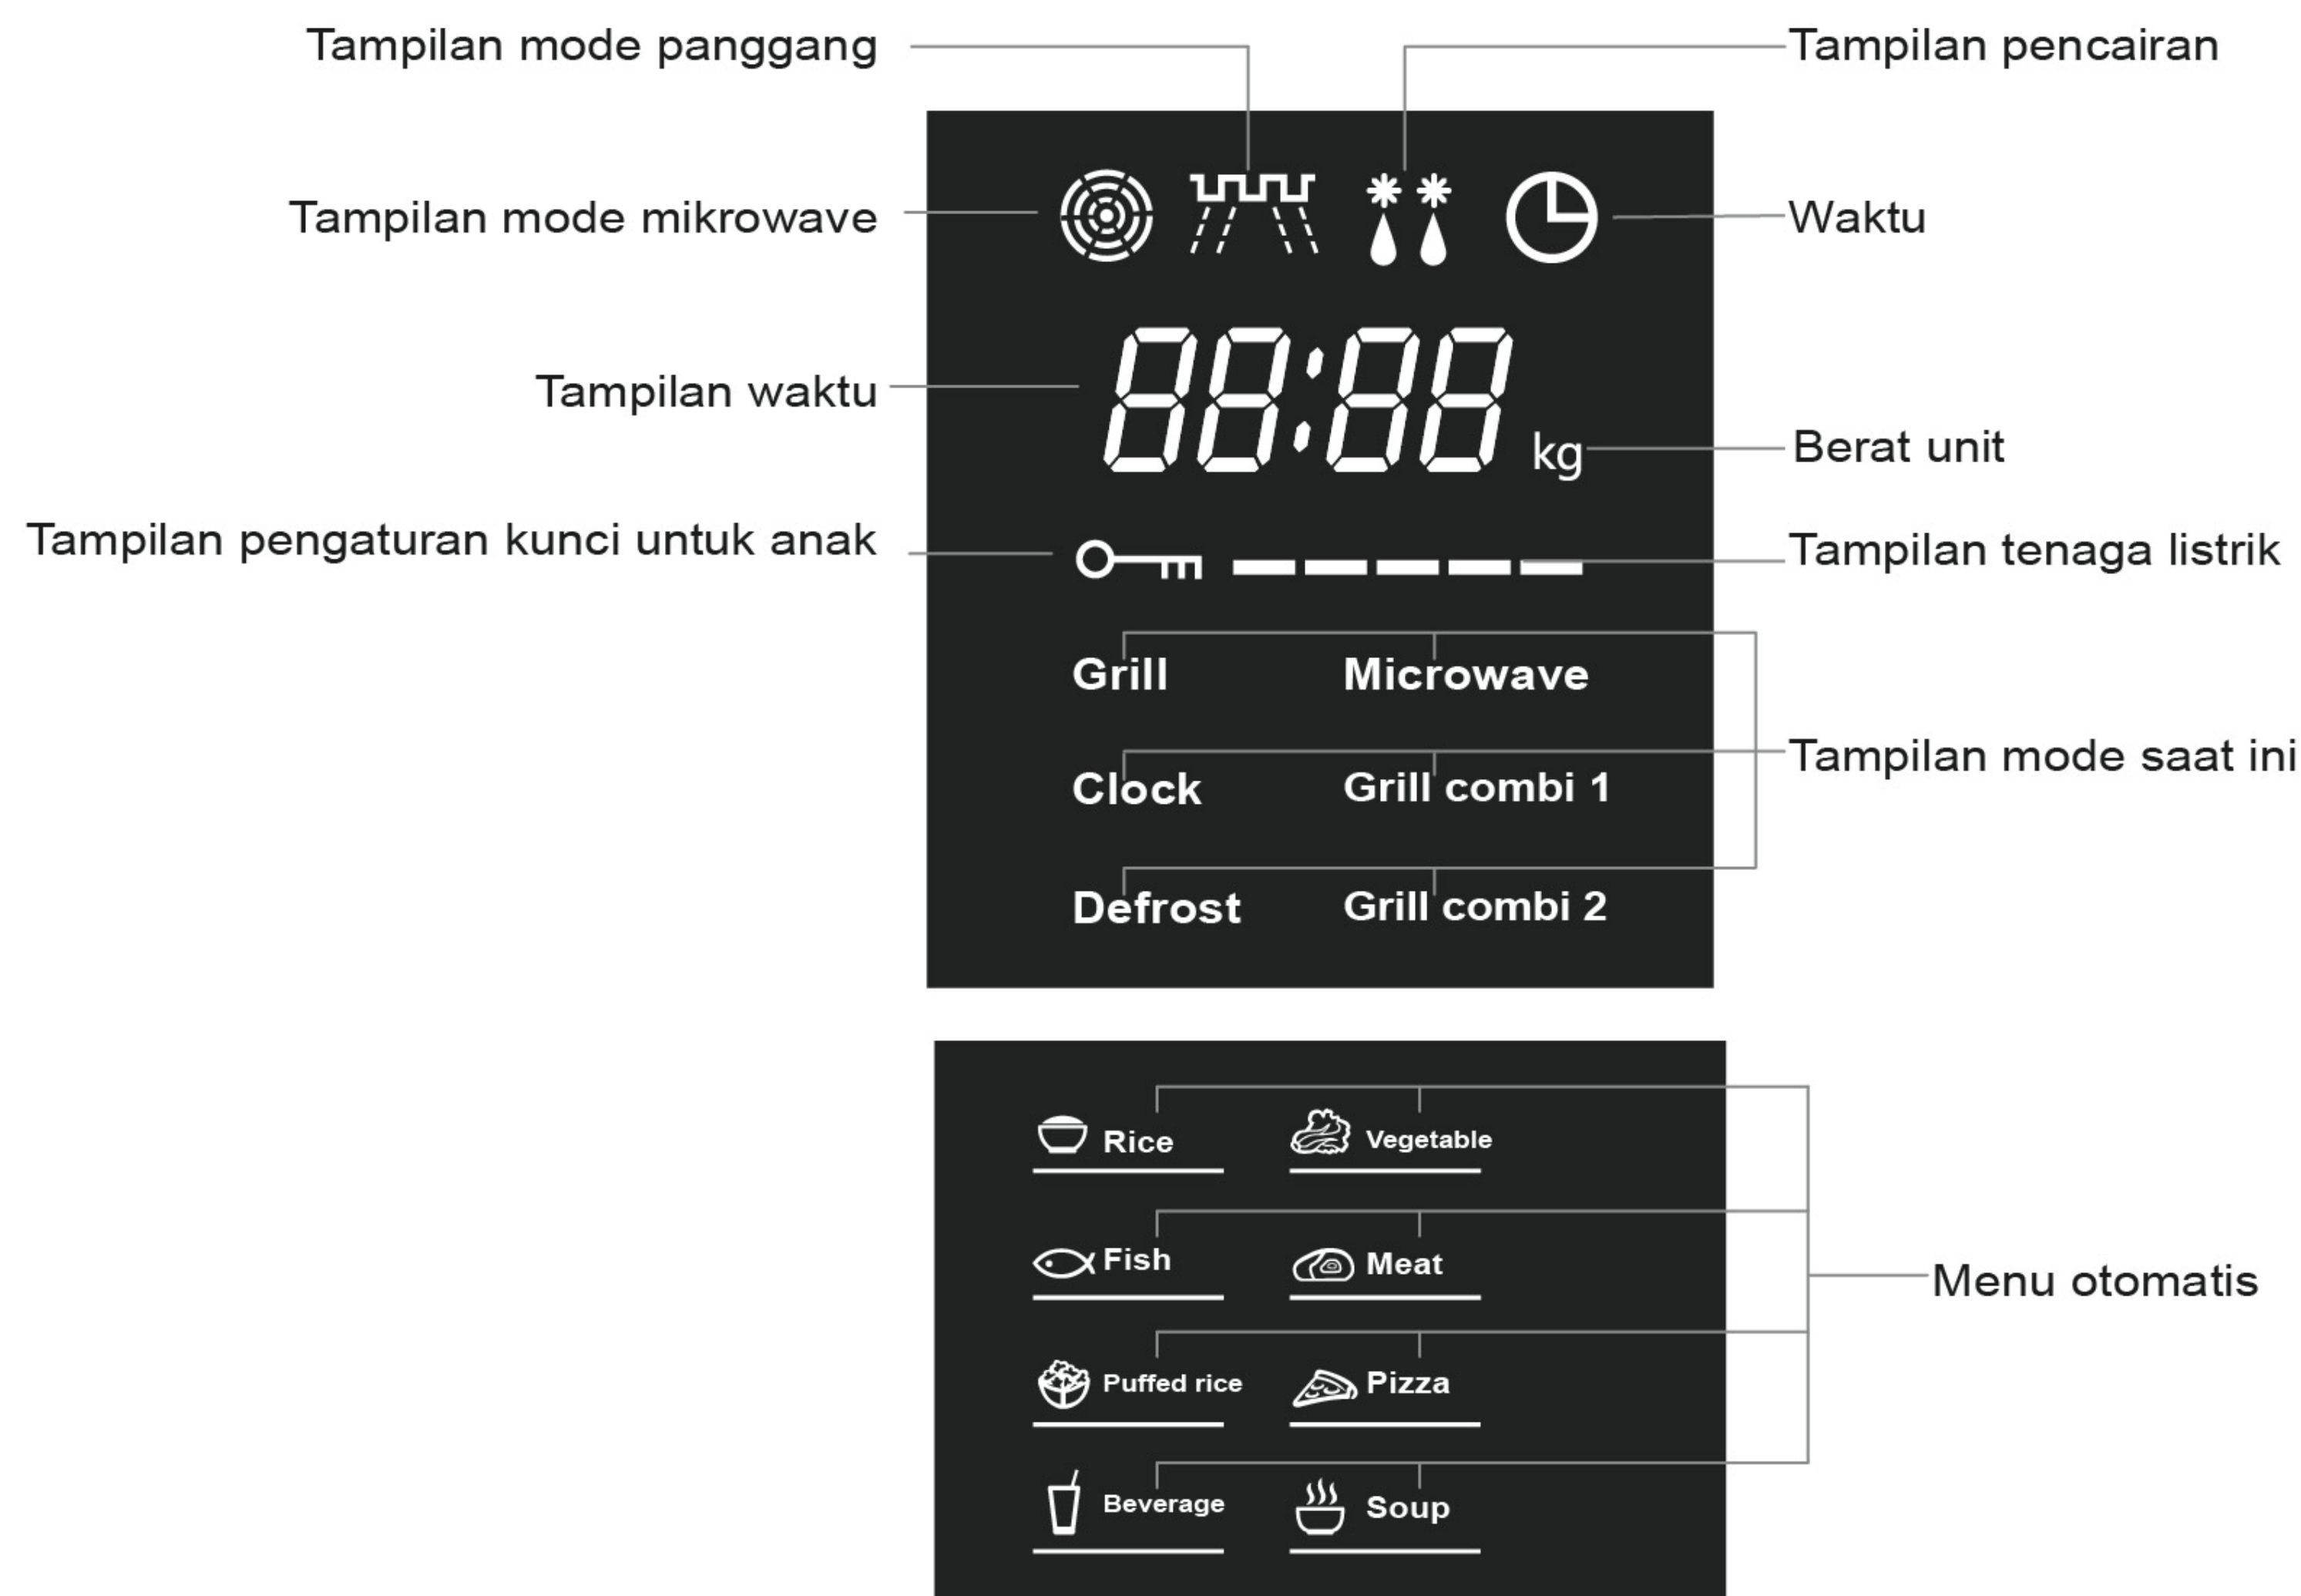 Tampilan mode panggang
Tampilan pencairan
Tampilan mode mikrowave
Waktu
Tampilan waktu
88:88
kg
Berat unit
Tampilan pengaturan kunci untuk anak
Tampilan tenaga listrik
Grill
Microwave
Clock
Grill combi 1
Tampilan mode saat ini
Defrost
Grill combi 2
Rice
Vegetable
Fish
Meat
Menu otomatis
Puffed rice
Pizza
Beverage
Soup